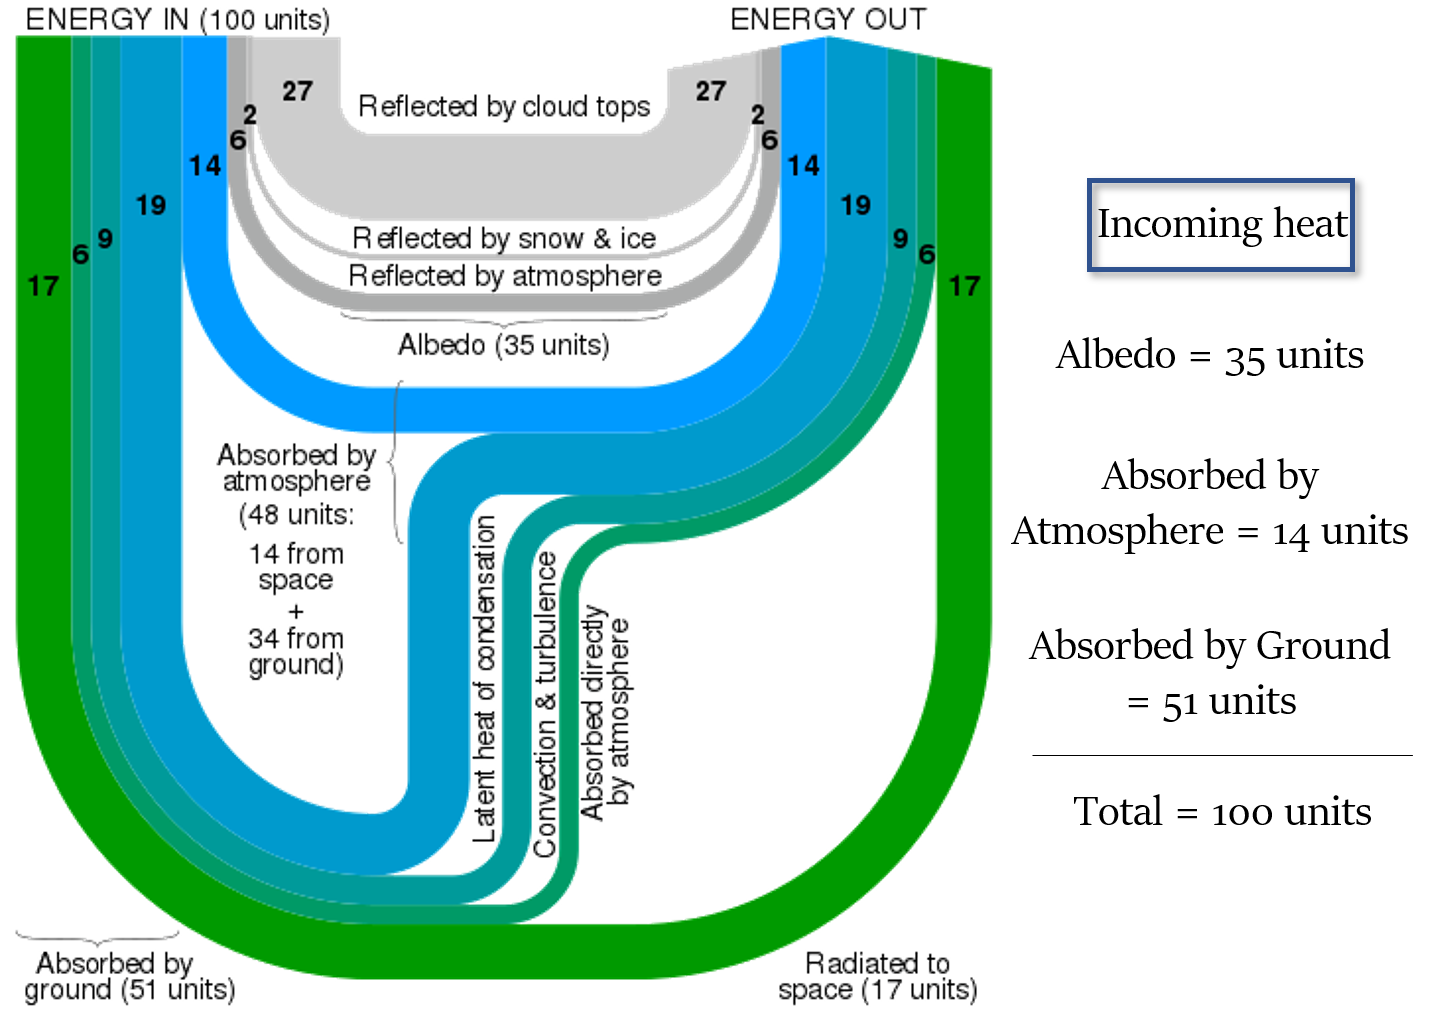 ENERGY IN (100 units)
ENERGY OUT
27
Reflected by cloud tops
27
2
2
6
6
14
14
19
19
6
9
9
6
17
17
Reflected by snow & ice
Reflected by atmosphere
Albedo (35 units)
Absorbed by
atmosphere
(48 units:
14 from
space
+
34 from
ground)
Latent heat of condensation
Convection & turbulence
Absorbed directly
by atmosphere
Absorbed by
ground (51 units)
Radiated to
space (17 units)
Incoming heat
Albedo = 35 units
Absorbed by
Atmosphere = 14 units
Absorbed by Ground
= 51 units
Total = 100 units